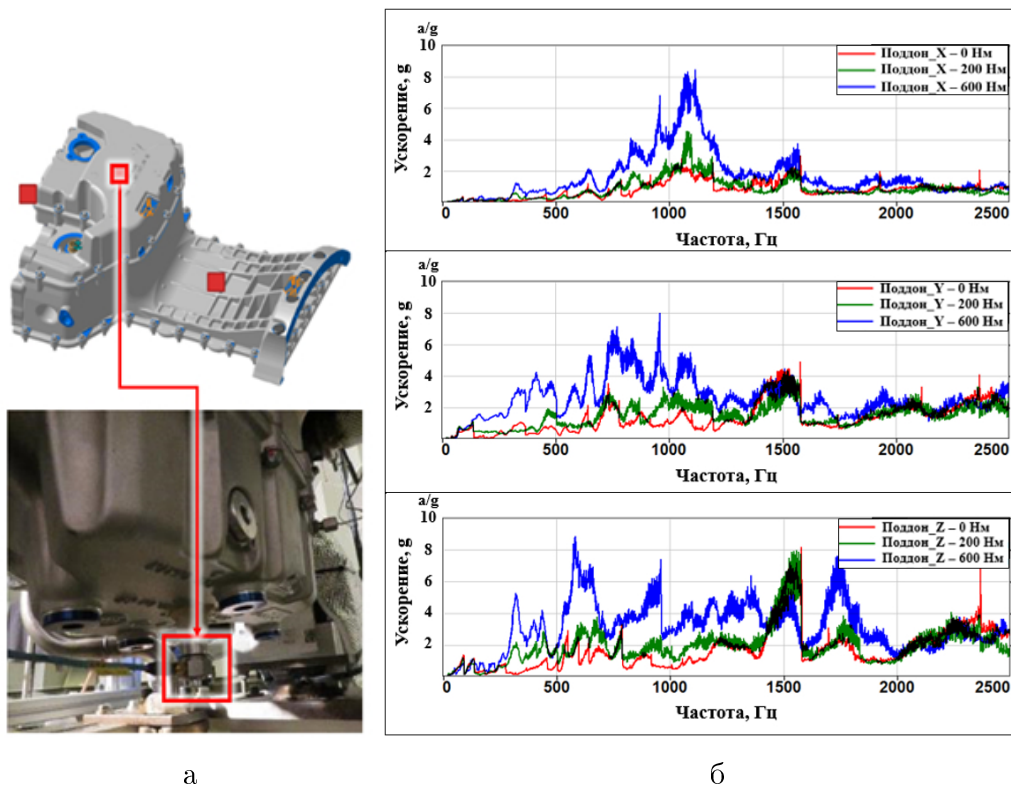 a/g
Ускорение, g
10
8
6
4
2
Поддон_X – 0 Нм
Поддон_X – 200 Нм
Поддон_X – 600 Нм
0
500
1000
1500
2000
2500
Частота, Гц
a/g
Ускорение, g
10
8
6
4
2
Поддон_Y – 0 Нм
Поддон_Y – 200 Нм
Поддон_Y – 600 Нм
0
500
1000
1500
2000
2500
Частота, Гц
a/g
Ускорение, g
10
8
6
4
2
Поддон_Z – 0 Нм
Поддон_Z – 200 Нм
Поддон_Z – 600 Нм
0
500
1000
1500
2000
2500
Частота, Гц
а
б